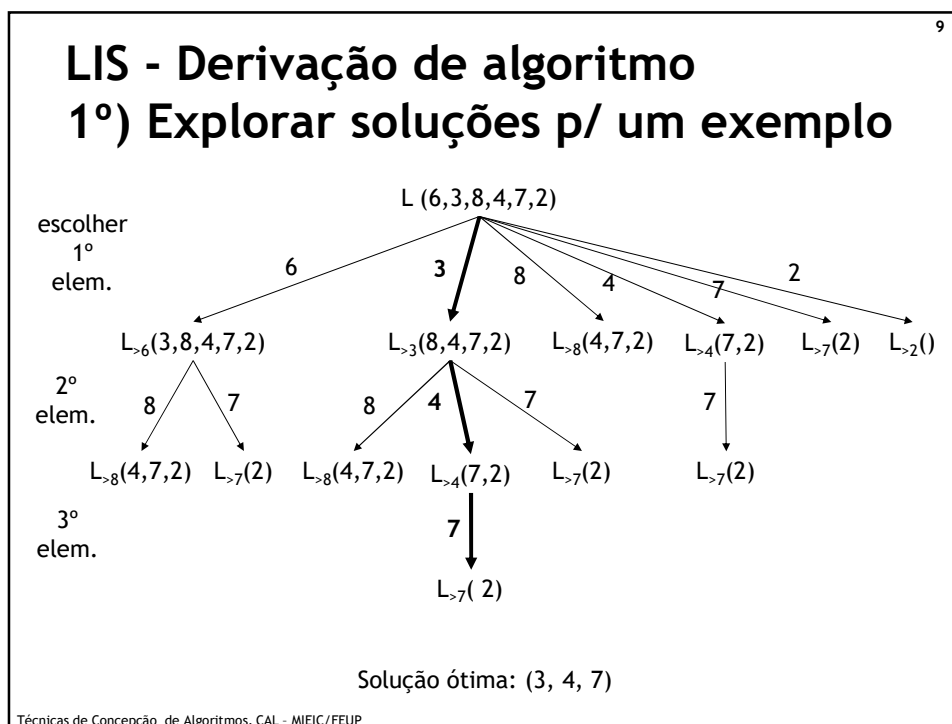 9
LIS - Derivação de algoritmo
1º) Explorar soluções p/ um exemplo
L (6,3,8,4,7,2)
escolher
1º
elem.
6 3 8 4 7 2
L>6(3,8,4,7,2) L>3(8,4,7,2) L>8(4,7,2) L>4(7,2) L>7(2) L>2()
2º
elem.
8 7 8 4 7 7
L>8(4,7,2) L>7(2) L>8(4,7,2) L>4(7,2) L>7(2) L>7(2)
3º
elem.
7
L>7( 2)
Solução ótima: (3, 4, 7)
Técnicas de Concepção de Algoritmos, CAL - MIEIC/FEUP